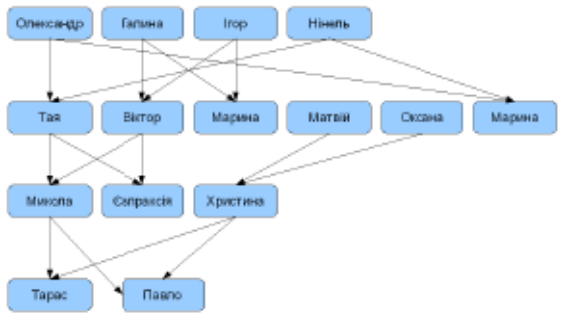 Олександр
Галина
Ігор
Нінель
Тая
Віктор
Марина
Матвій
Оксана
Марина
Микола
Євпраксія
Христина
Тарас
Павло